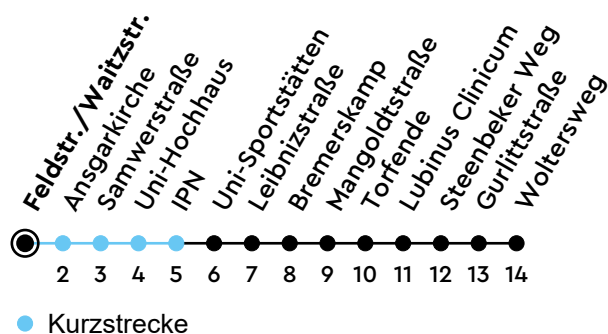 Feldstr./Waitzstr.
Ansgarkirche
Samwerstraße
Uni-Hochhaus
IPN
Uni-Sportstätten
Leibnizstraße
Bremerskamp
Mangoldtstraße
Torfende
Lubinus Clinicum
Steenbeker Weg
Gurlittstraße
Woltersweg
2 3 4 5 6 7 8 9 10 11 12 13 14
Kurzstrecke